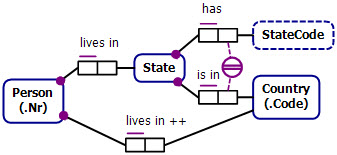 has
lives in
StateCode
State
is in
Person
(.Nr)
Country
(.Code)
lives in ++